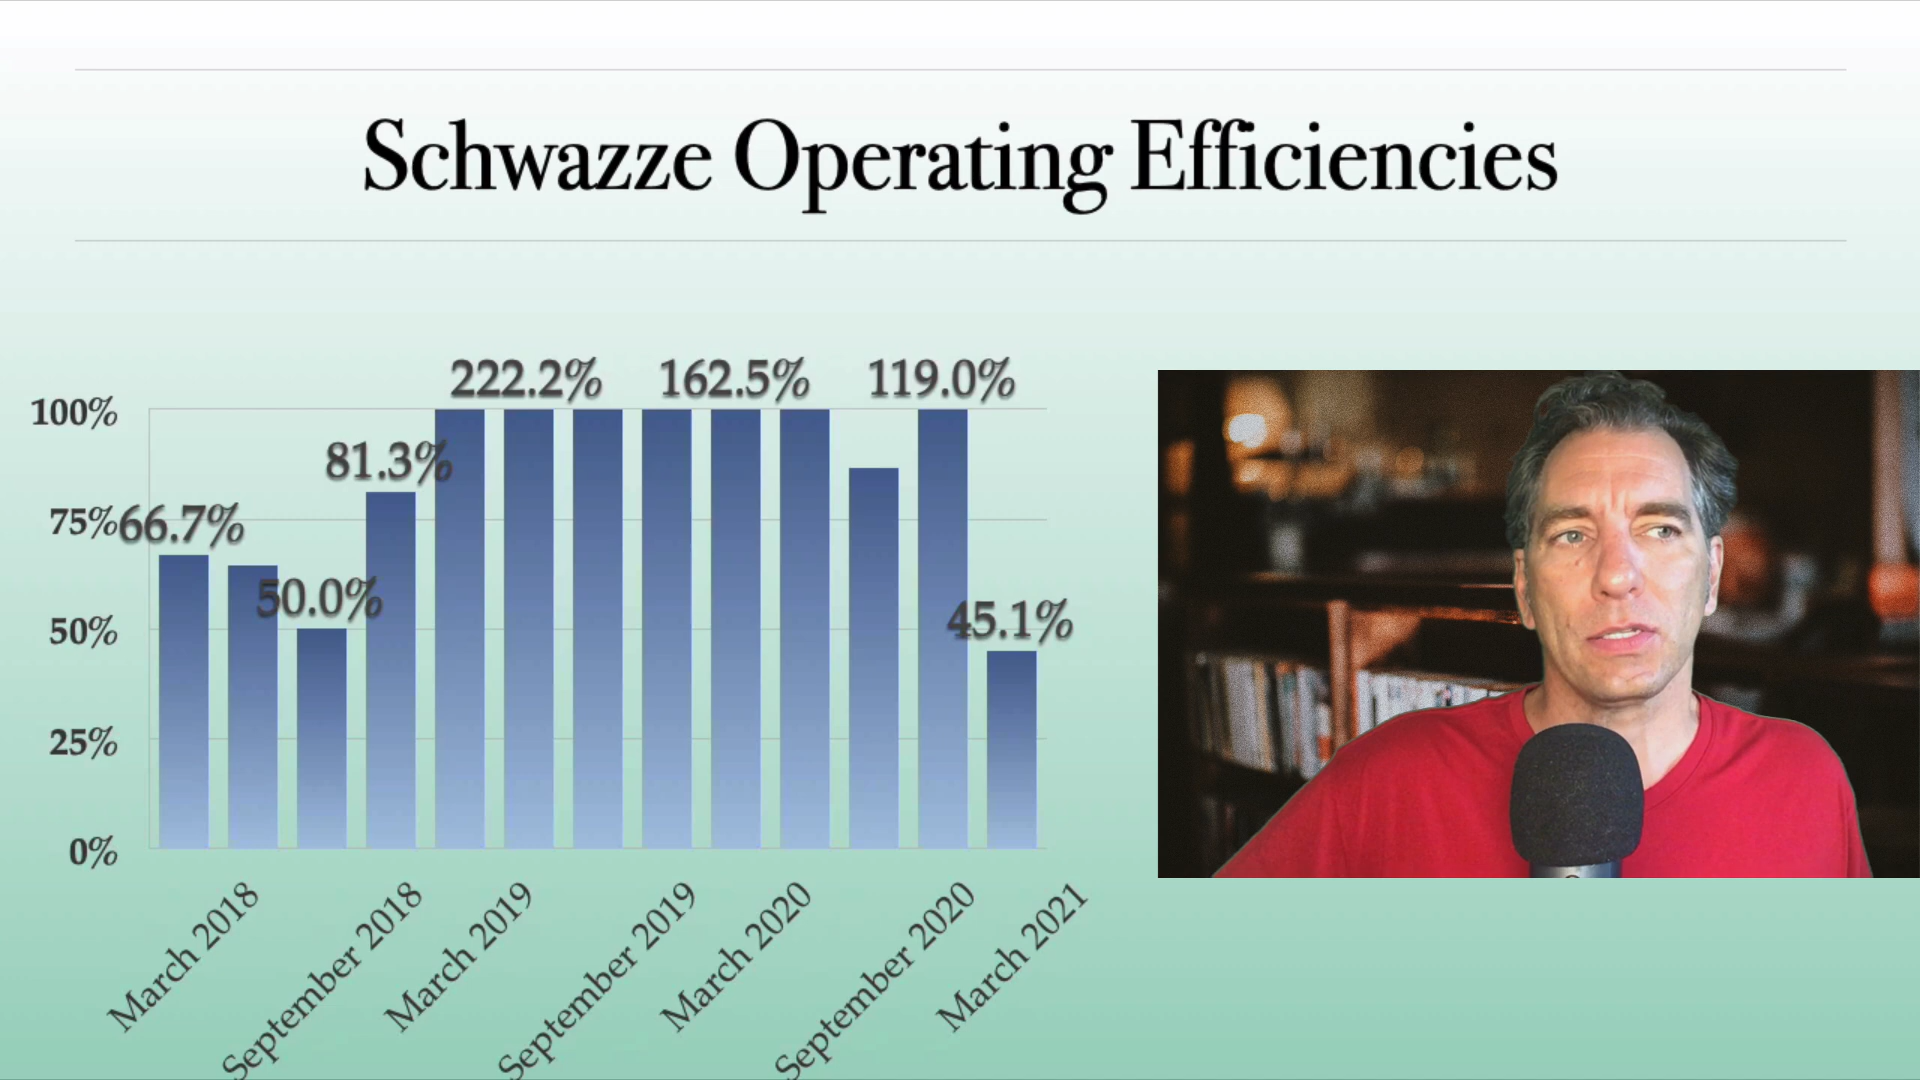 Schwazze Operating Efficiencies
222.2% 162.5% 119.0%
100%
81.3%
75% 66.7%
50.0%
45.1%
50%
25%
0%
March 2018 September 2018 March 2019 September 2019 March 2020 September 2020 March 2021